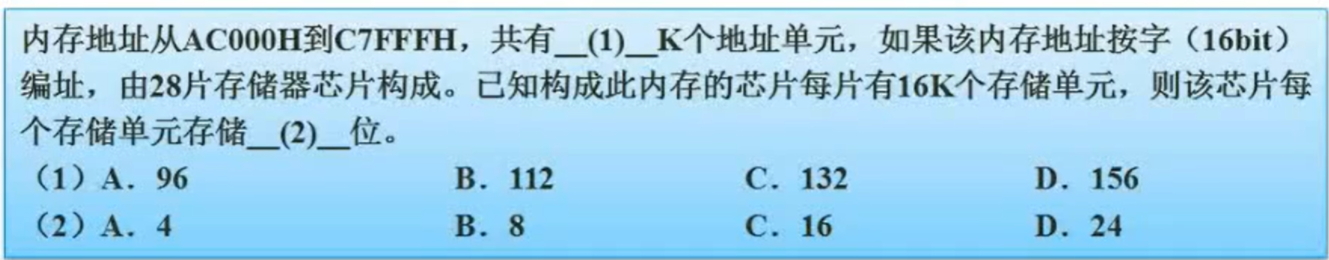 内存地址从AC000H到C7FFFH，共有__(1)__K个地址单元，如果该内存地址按字（16bit）
编址，由28片存储器芯片构成。已知构成此内存的芯片每片有16K个存储单元，则该芯片每
个存储单元存储__(2)__位。
（1）A．96 B．112 C．132 D．156
（2）A．4 B．8 C．16 D．24